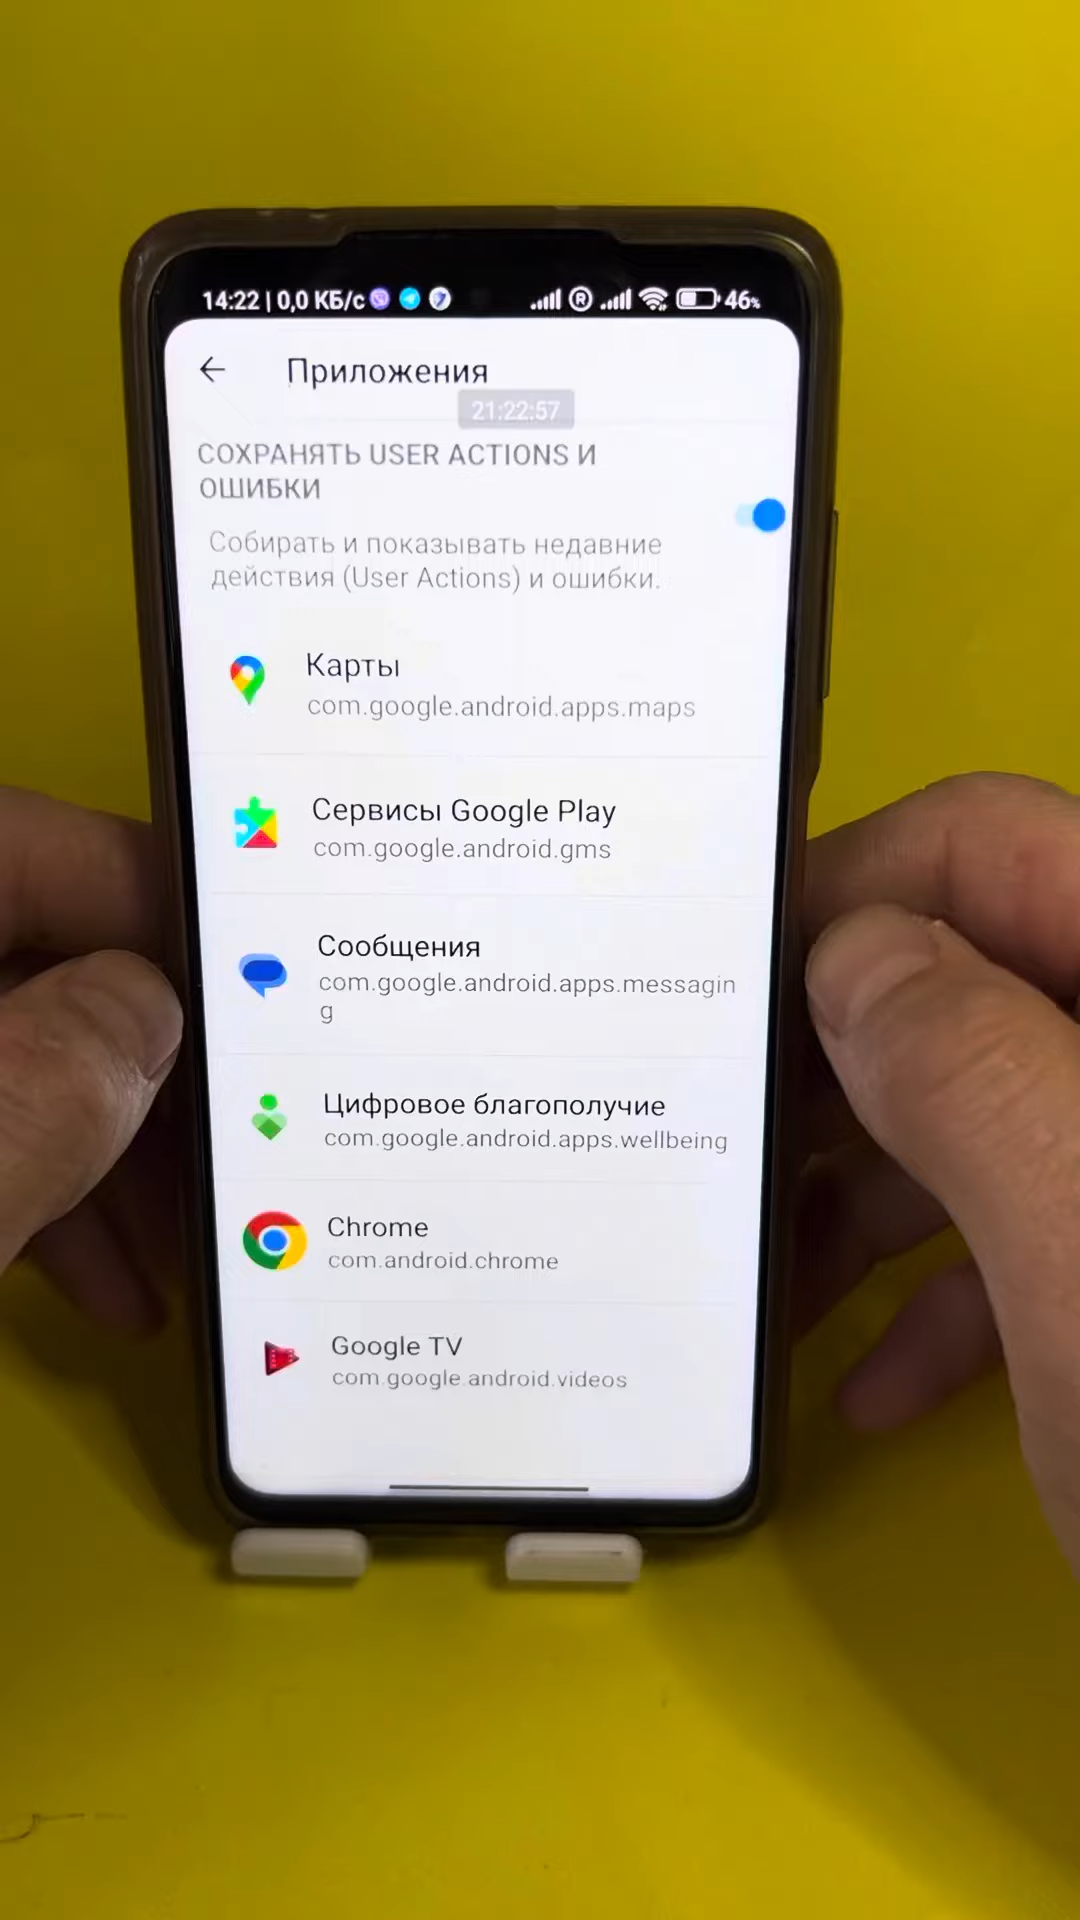 14:22 | 0,0 КБ/с 46%
Приложения
21:22:57
СОХРАНЯТЬ USER ACTIONS И
ОШИБКИ
Собирать и показывать недавние
действия (User Actions) и ошибки.
Карты
com.google.android.apps.maps
Сервисы Google Play
com.google.android.gms
Сообщения
com.google.android.apps.messagin
g
Цифровое благополучие
com.google.android.apps.wellbeing
Chrome
com.android.chrome
Google TV
com.google.android.videos